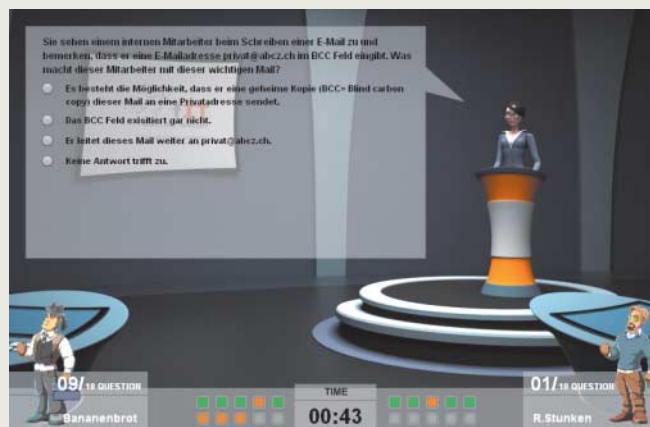 Sie sehen einem internen Mitarbeiter beim Schreiben einer E-Mail zu und
bemerken, dass er eine E-Mailadresse privat@abcz.ch im BCC Feld eingibt. Was
macht dieser Mitarbeiter mit dieser wichtigen Mail?
Es besteht die Möglichkeit, dass er eine geheime Kopie (BCC= Blind carbon
copy) dieser Mail an eine Privatadresse sendet.
Das BCC Feld exisitiert gar nicht.
Er leitet dieses Mail weiter an privat@abcz.ch.
Keine Antwort trifft zu.
09/18 QUESTION
Bananenbrot
TIME
00:43
01/18 QUESTION
R.Stunken